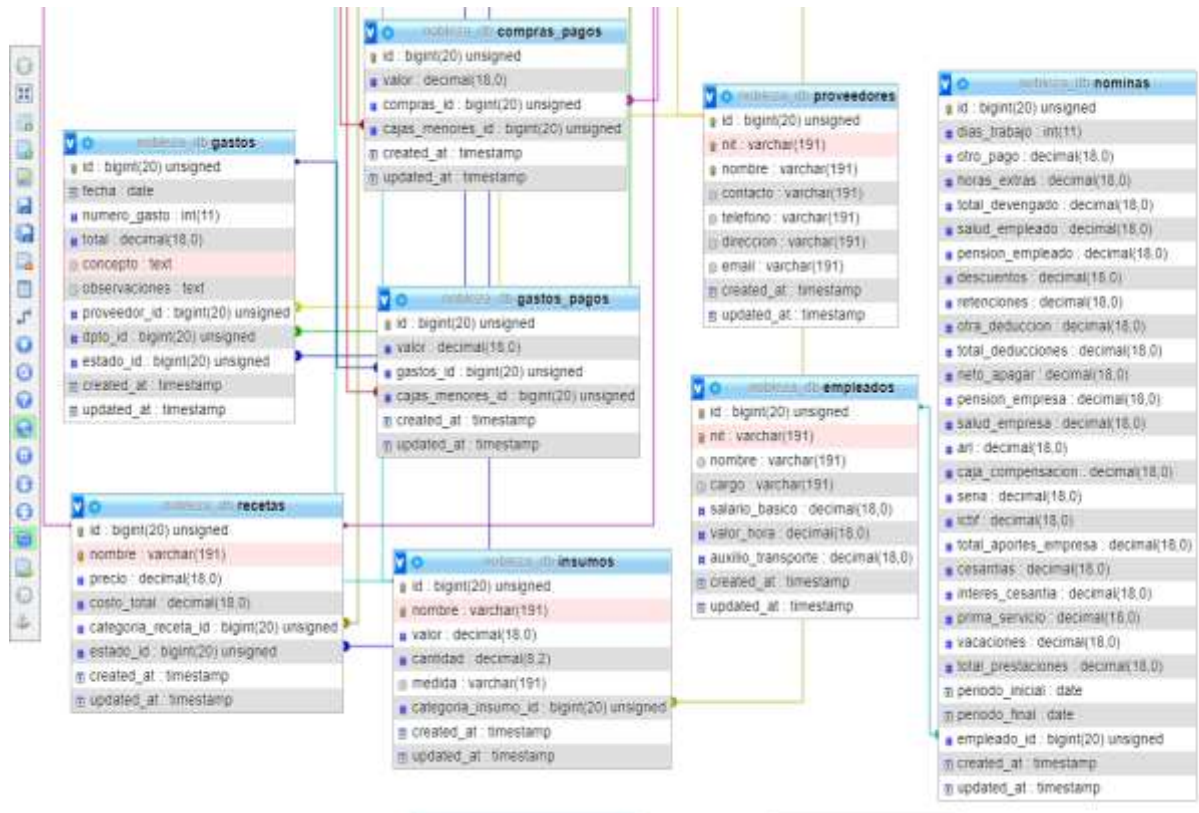 compras_pagos
id : bigint(20) unsigned
valor : decimal(18,0)
compras_id : bigint(20) unsigned
cajas_menores_id : bigint(20) unsigned
created_at : timestamp
updated_at : timestamp
gastos
id : bigint(20) unsigned
fecha : date
numero_gasto : int(11)
total : decimal(18,0)
concepto : text
observaciones : text
proveedor_id : bigint(20) unsigned
dpto_id : bigint(20) unsigned
estado_id : bigint(20) unsigned
created_at : timestamp
updated_at : timestamp
gastos_pagos
id : bigint(20) unsigned
valor : decimal(18,0)
gastos_id : bigint(20) unsigned
cajas_menores_id : bigint(20) unsigned
created_at : timestamp
updated_at : timestamp
proveedores
id : bigint(20) unsigned
nit : varchar(191)
nombre : varchar(191)
contacto : varchar(191)
telefono : varchar(191)
direccion : varchar(191)
email : varchar(191)
created_at : timestamp
updated_at : timestamp
recetas
id : bigint(20) unsigned
nombre : varchar(191)
precio : decimal(18,0)
costo_total : decimal(18,0)
categoria_receta_id : bigint(20) unsigned
estado_id : bigint(20) unsigned
created_at : timestamp
updated_at : timestamp
insumos
id : bigint(20) unsigned
nombre : varchar(191)
valor : decimal(18,0)
cantidad : decimal(8,2)
medida : varchar(191)
categoria_insumo_id : bigint(20) unsigned
created_at : timestamp
updated_at : timestamp
empleados
id : bigint(20) unsigned
nit : varchar(191)
nombre : varchar(191)
cargo : varchar(191)
salario_basico : decimal(18,0)
valor_hora : decimal(18,0)
auxilio_transporte : decimal(18,0)
created_at : timestamp
updated_at : timestamp
nominas
id : bigint(20) unsigned
dias_trabajo : int(11)
otro_pago : decimal(18,0)
horas_extras : decimal(18,0)
total_devengado : decimal(18,0)
salud_empleado : decimal(18,0)
pension_empleado : decimal(18,0)
descuentos : decimal(18,0)
retenciones : decimal(18,0)
otra_deduccion : decimal(18,0)
total_deducciones : decimal(18,0)
neto_apagar : decimal(18,0)
pension_empresa : decimal(18,0)
salud_empresa : decimal(18,0)
arl : decimal(18,0)
caja_compensacion : decimal(18,0)
sena : decimal(18,0)
icbf : decimal(18,0)
total_aportes_empresa : decimal(18,0)
cesantias : decimal(18,0)
interes_cesantia : decimal(18,0)
prima_servicio : decimal(18,0)
vacaciones : decimal(18,0)
total_prestaciones : decimal(18,0)
periodo_inicial : date
periodo_final : date
empleado_id : bigint(20) unsigned
created_at : timestamp
updated_at : timestamp